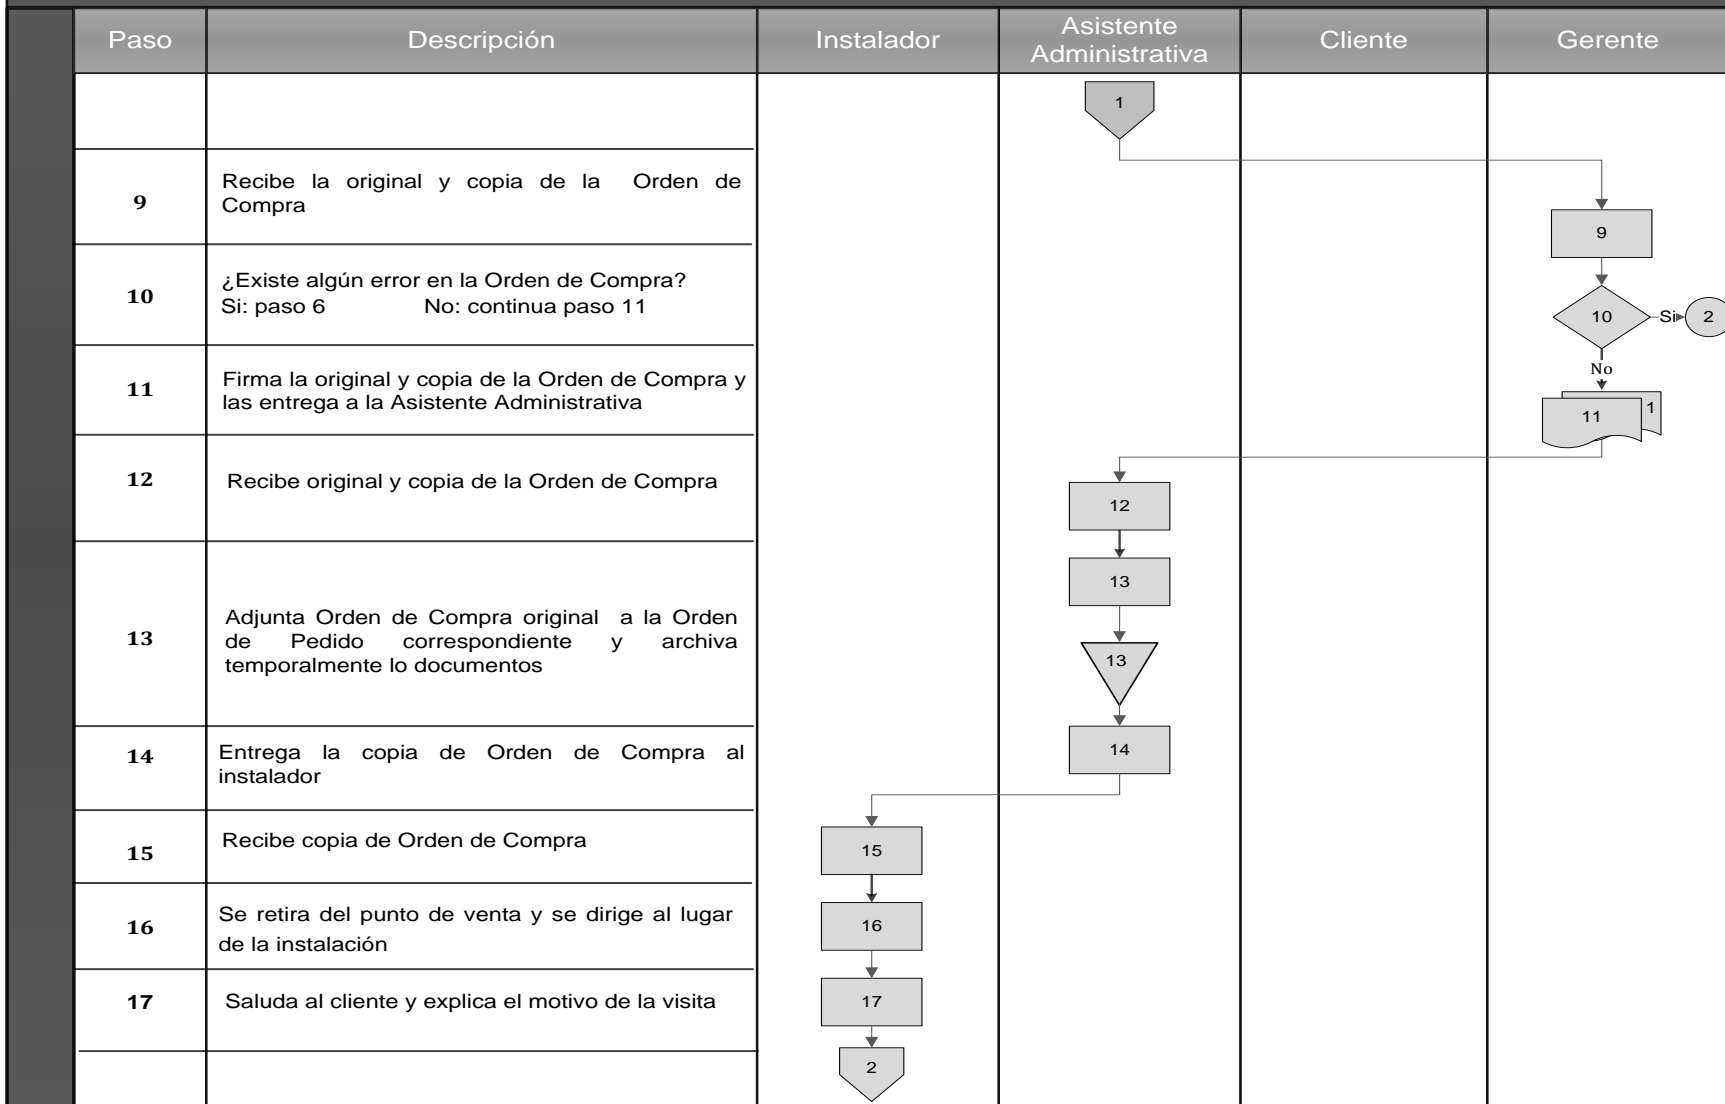 Paso
Descripción
Instalador
Asistente
Administrativa
Cliente
Gerente
1
9
Recibe la original y copia de la Orden de
Compra
9
10
¿Existe algún error en la Orden de Compra?
Si: paso 6 No: continua paso 11
10
Si
2
No
11
Firma la original y copia de la Orden de Compra y
las entrega a la Asistente Administrativa
11
1
12
Recibe original y copia de la Orden de Compra
12
13
13
Adjunta Orden de Compra original a la Orden
de Pedido correspondiente y archiva
temporalmente lo documentos
13
14
Entrega la copia de Orden de Compra al
instalador
14
15
Recibe copia de Orden de Compra
15
16
Se retira del punto de venta y se dirige al lugar
de la instalación
16
17
Saluda al cliente y explica el motivo de la visita
17
2